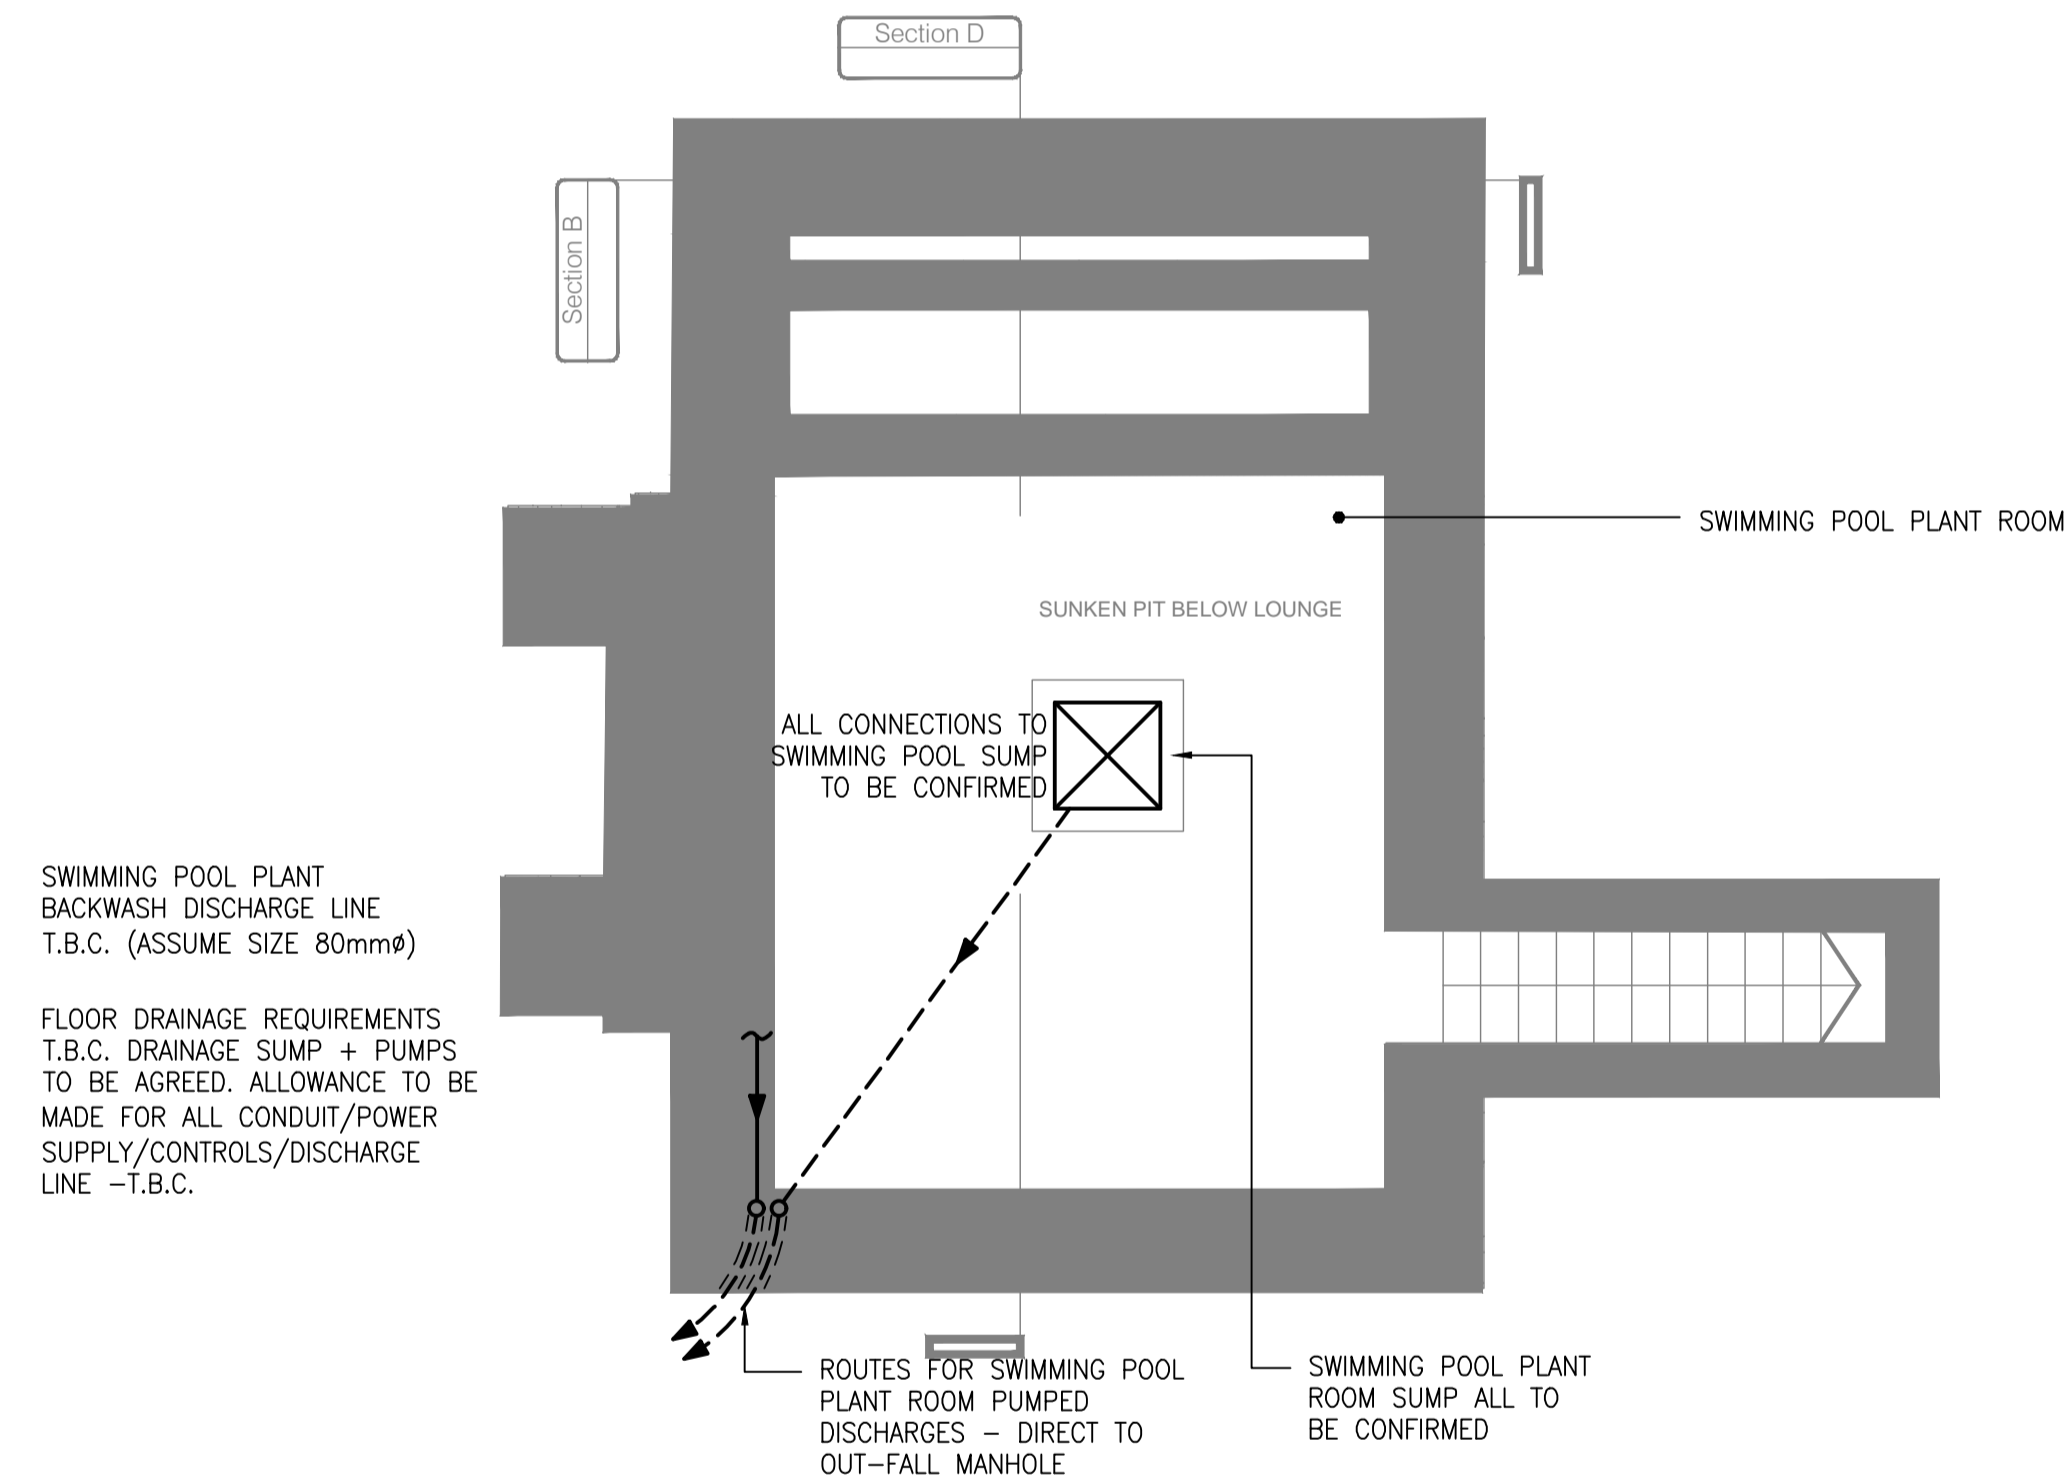 Section D
Section B
SWIMMING POOL PLANT ROOM
SUNKEN PIT BELOW LOUNGE
ALL CONNECTIONS TO
SWIMMING POOL SUMP
TO BE CONFIRMED
SWIMMING POOL PLANT
BACKWASH DISCHARGE LINE
T.B.C. (ASSUME SIZE 80mmø)
FLOOR DRAINAGE REQUIREMENTS
T.B.C. DRAINAGE SUMP + PUMPS
TO BE AGREED. ALLOWANCE TO BE
MADE FOR ALL CONDUIT/POWER
SUPPLY/CONTROLS/DISCHARGE
LINE –T.B.C.
ROUTES FOR SWIMMING POOL
PLANT ROOM PUMPED
DISCHARGES – DIRECT TO
OUT–FALL MANHOLE
SWIMMING POOL PLANT
ROOM SUMP ALL TO
BE CONFIRMED